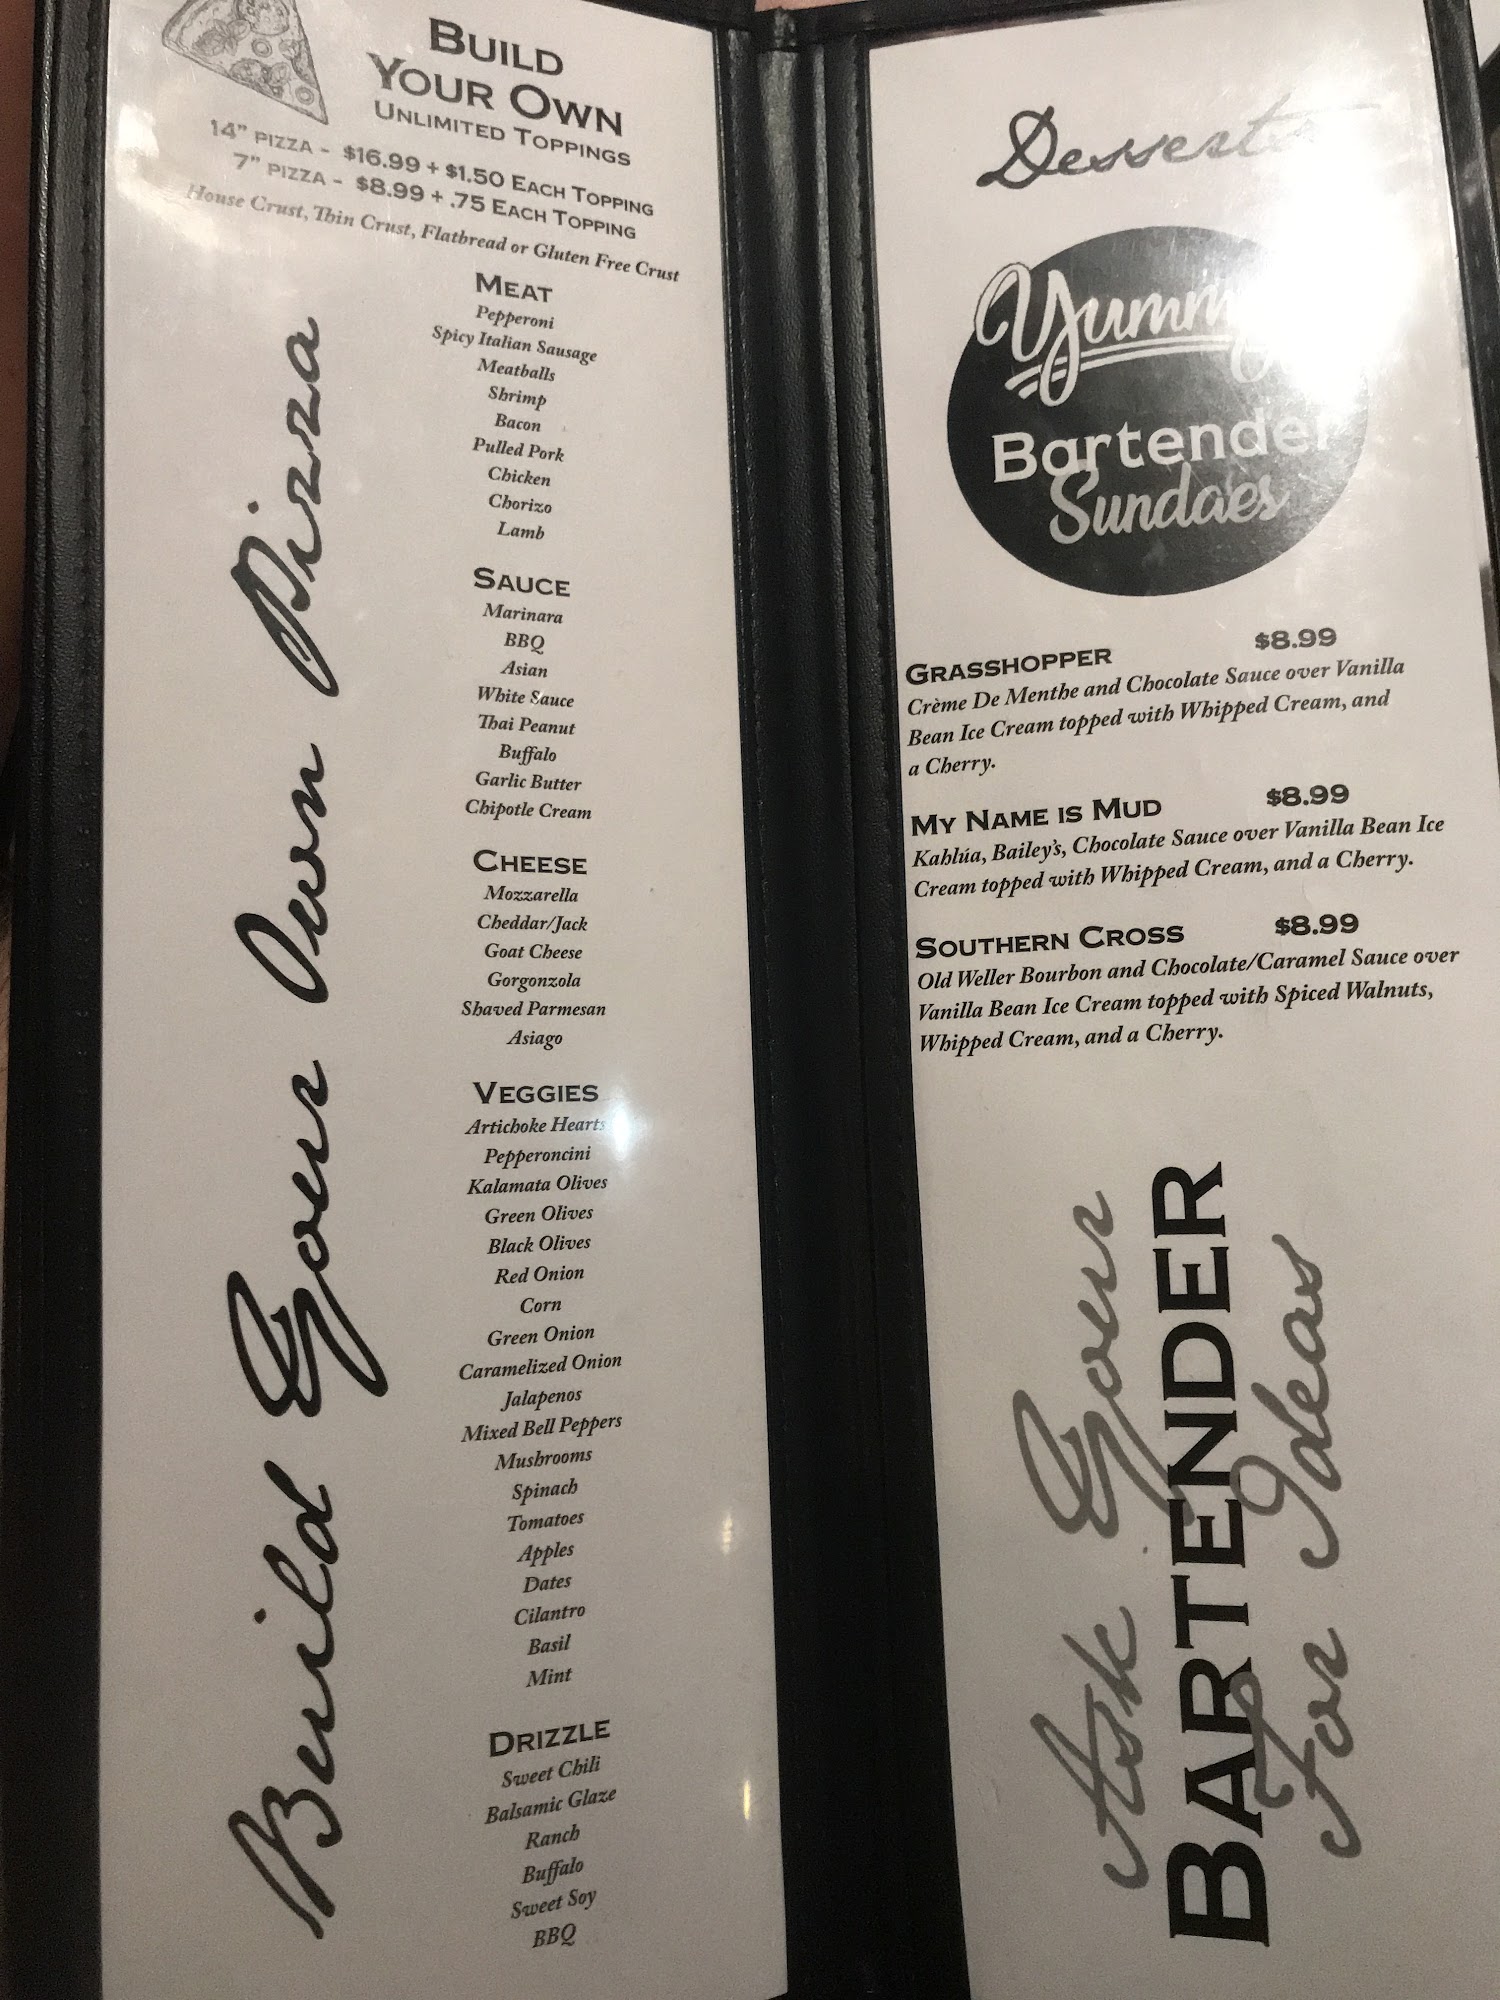 BUILD
YOUR OWN
UNLIMITED TOPPINGS
14” PIZZA - $16.99 + $1.50 EACH TOPPING
7” PIZZA - $8.99 + .75 EACH TOPPING
House Crust, Thin Crust, Flatbread or Gluten Free Crust
Build Your Own Pizza
MEAT
Pepperoni
Spicy Italian Sausage
Meatballs
Shrimp
Bacon
Pulled Pork
Chicken
Chorizo
Lamb
SAUCE
Marinara
BBQ
Asian
White Sauce
Thai Peanut
Buffalo
Garlic Butter
Chipotle Cream
CHEESE
Mozzarella
Cheddar/Jack
Goat Cheese
Gorgonzola
Shaved Parmesan
Asiago
VEGGIES
Artichoke Hearts
Pepperoncini
Kalamata Olives
Green Olives
Black Olives
Red Onion
Corn
Green Onion
Caramelized Onion
Jalapenos
Mixed Bell Peppers
Mushrooms
Spinach
Tomatoes
Apples
Dates
Cilantro
Basil
Mint
DRIZZLE
Sweet Chili
Balsamic Glaze
Ranch
Buffalo
Sweet Soy
BBQ
Desserts
Yummy
Bartender
Sundaes
GRASSHOPPER $8.99
Crème De Menthe and Chocolate Sauce over Vanilla
Bean Ice Cream topped with Whipped Cream, and
a Cherry.
MY NAME IS MUD $8.99
Kahlúa, Bailey's, Chocolate Sauce over Vanilla Bean Ice
Cream topped with Whipped Cream, and a Cherry.
SOUTHERN CROSS $8.99
Old Weller Bourbon and Chocolate/Caramel Sauce over
Vanilla Bean Ice Cream topped with Spiced Walnuts,
Whipped Cream, and a Cherry.
Ask Your
BARTENDER
For Ideas